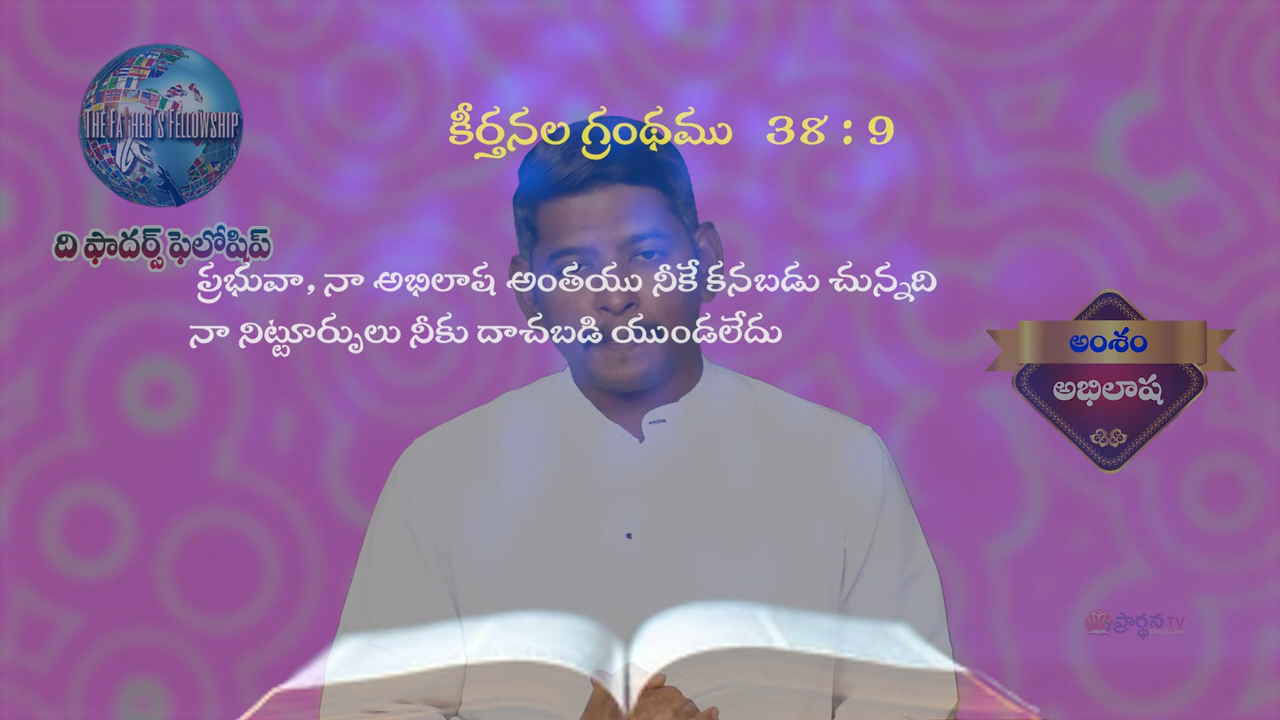 THE FATHER'S FELLOWSHIP
ది ఫాదర్స్ ఫెలోషిప్
కీర్తనల గ్రంథము 38 : 9
ప్రభువా, నా అభిలాష అంతయు నీకే కనబడు చున్నది
నా నిట్టూర్పులు నీకు దాచబడి యుండలేదు
అంశం
అభిలాష
ప్రార్థన TV